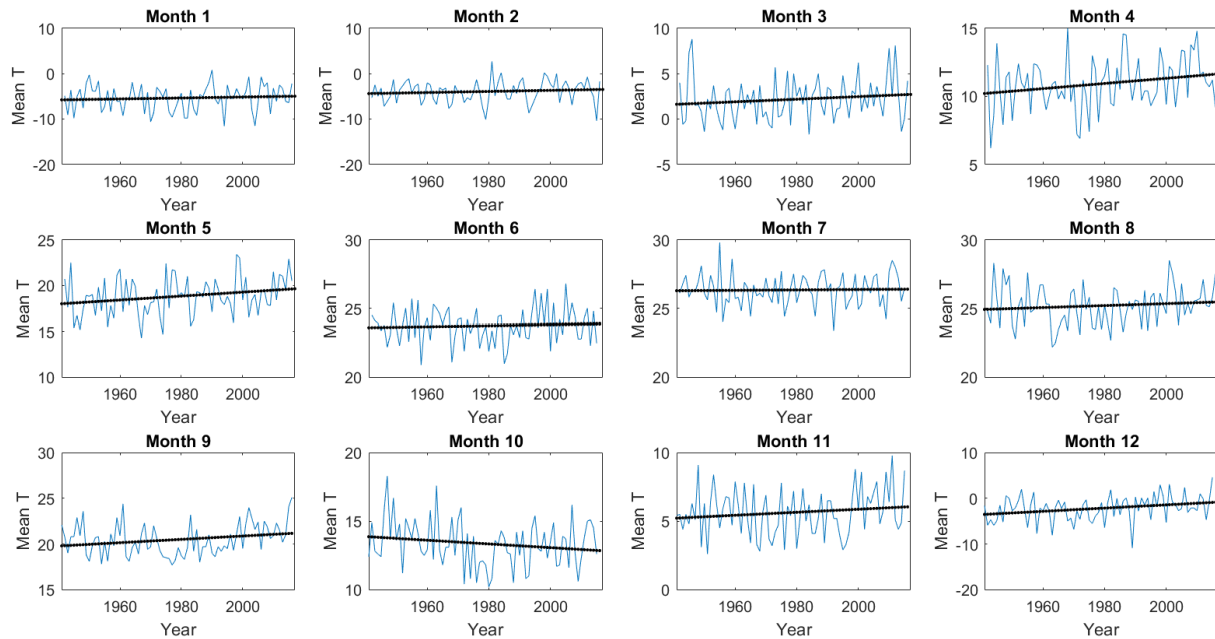 Month 1
Mean T
10
0
-10
-20
1960 1980 2000
Year
Month 2
Mean T
10
0
-10
-20
1960 1980 2000
Year
Month 3
Mean T
10
5
0
-5
1960 1980 2000
Year
Month 4
Mean T
15
10
5
1960 1980 2000
Year
Month 5
Mean T
25
20
15
10
1960 1980 2000
Year
Month 6
Mean T
30
25
20
1960 1980 2000
Year
Month 7
Mean T
30
25
20
1960 1980 2000
Year
Month 8
Mean T
30
25
20
1960 1980 2000
Year
Month 9
Mean T
30
25
20
15
1960 1980 2000
Year
Month 10
Mean T
20
15
10
1960 1980 2000
Year
Month 11
Mean T
10
5
0
1960 1980 2000
Year
Month 12
Mean T
10
0
-10
-20
1960 1980 2000
Year